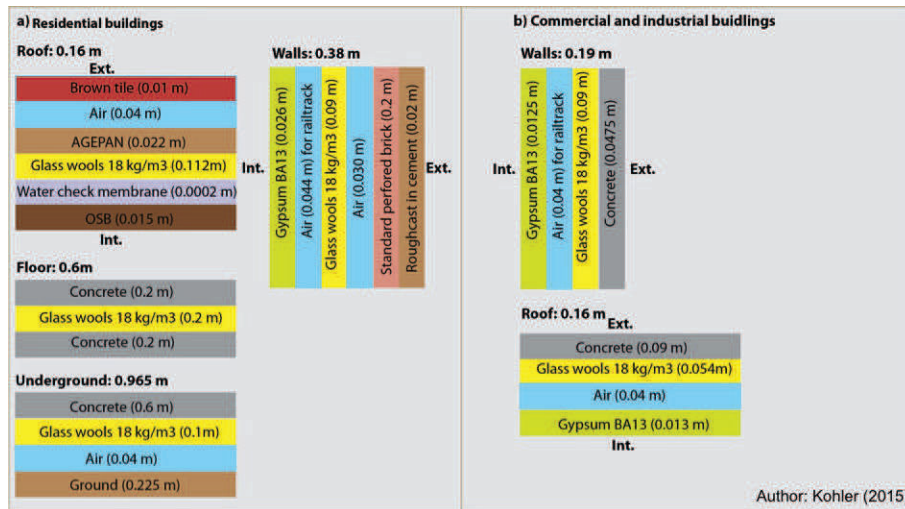 a) Residential buildings
Roof: 0.16 m
Ext.
Brown tile (0.01 m)
Air (0.04 m)
AGEPAN (0.022 m)
Glass wools 18 kg/m3 (0.112m)
Water check membrane (0.0002 m)
OSB (0.015 m)
Int.
Floor: 0.6m
Concrete (0.2 m)
Glass wools 18 kg/m3 (0.2 m)
Concrete (0.2 m)
Underground: 0.965 m
Concrete (0.6 m)
Glass wools 18 kg/m3 (0.1m)
Air (0.04 m)
Ground (0.225 m)
Walls: 0.38 m
Int.
Gypsum BA13 (0.026 m)
Air (0.044 m) for railtrack
Glass wools 18 kg/m3 (0.09 m)
Air (0.030 m)
Standard perfored brick (0.2 m)
Roughcast in cement (0.02 m)
Ext.
b) Commercial and industrial buidlings
Walls: 0.19 m
Int.
Gypsum BA13 (0.0125 m)
Air (0.04 m) for railtrack
Glass wools 18 kg/m3 (0.09 m)
Concrete (0.0475 m)
Ext.
Roof: 0.16 m
Ext.
Concrete (0.09 m)
Glass wools 18 kg/m3 (0.054m)
Air (0.04 m)
Gypsum BA13 (0.013 m)
Int.
Author: Kohler (2015